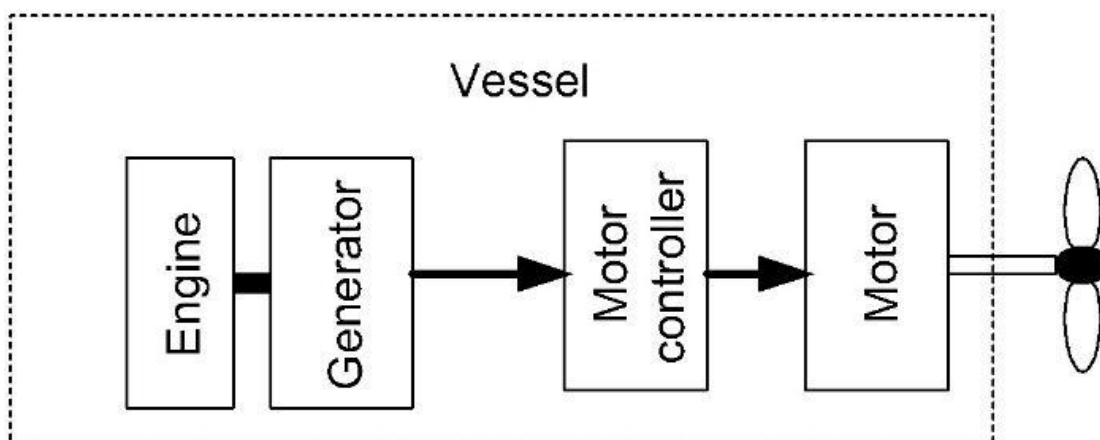 Vessel
Engine
Generator
Motor
controller
Motor